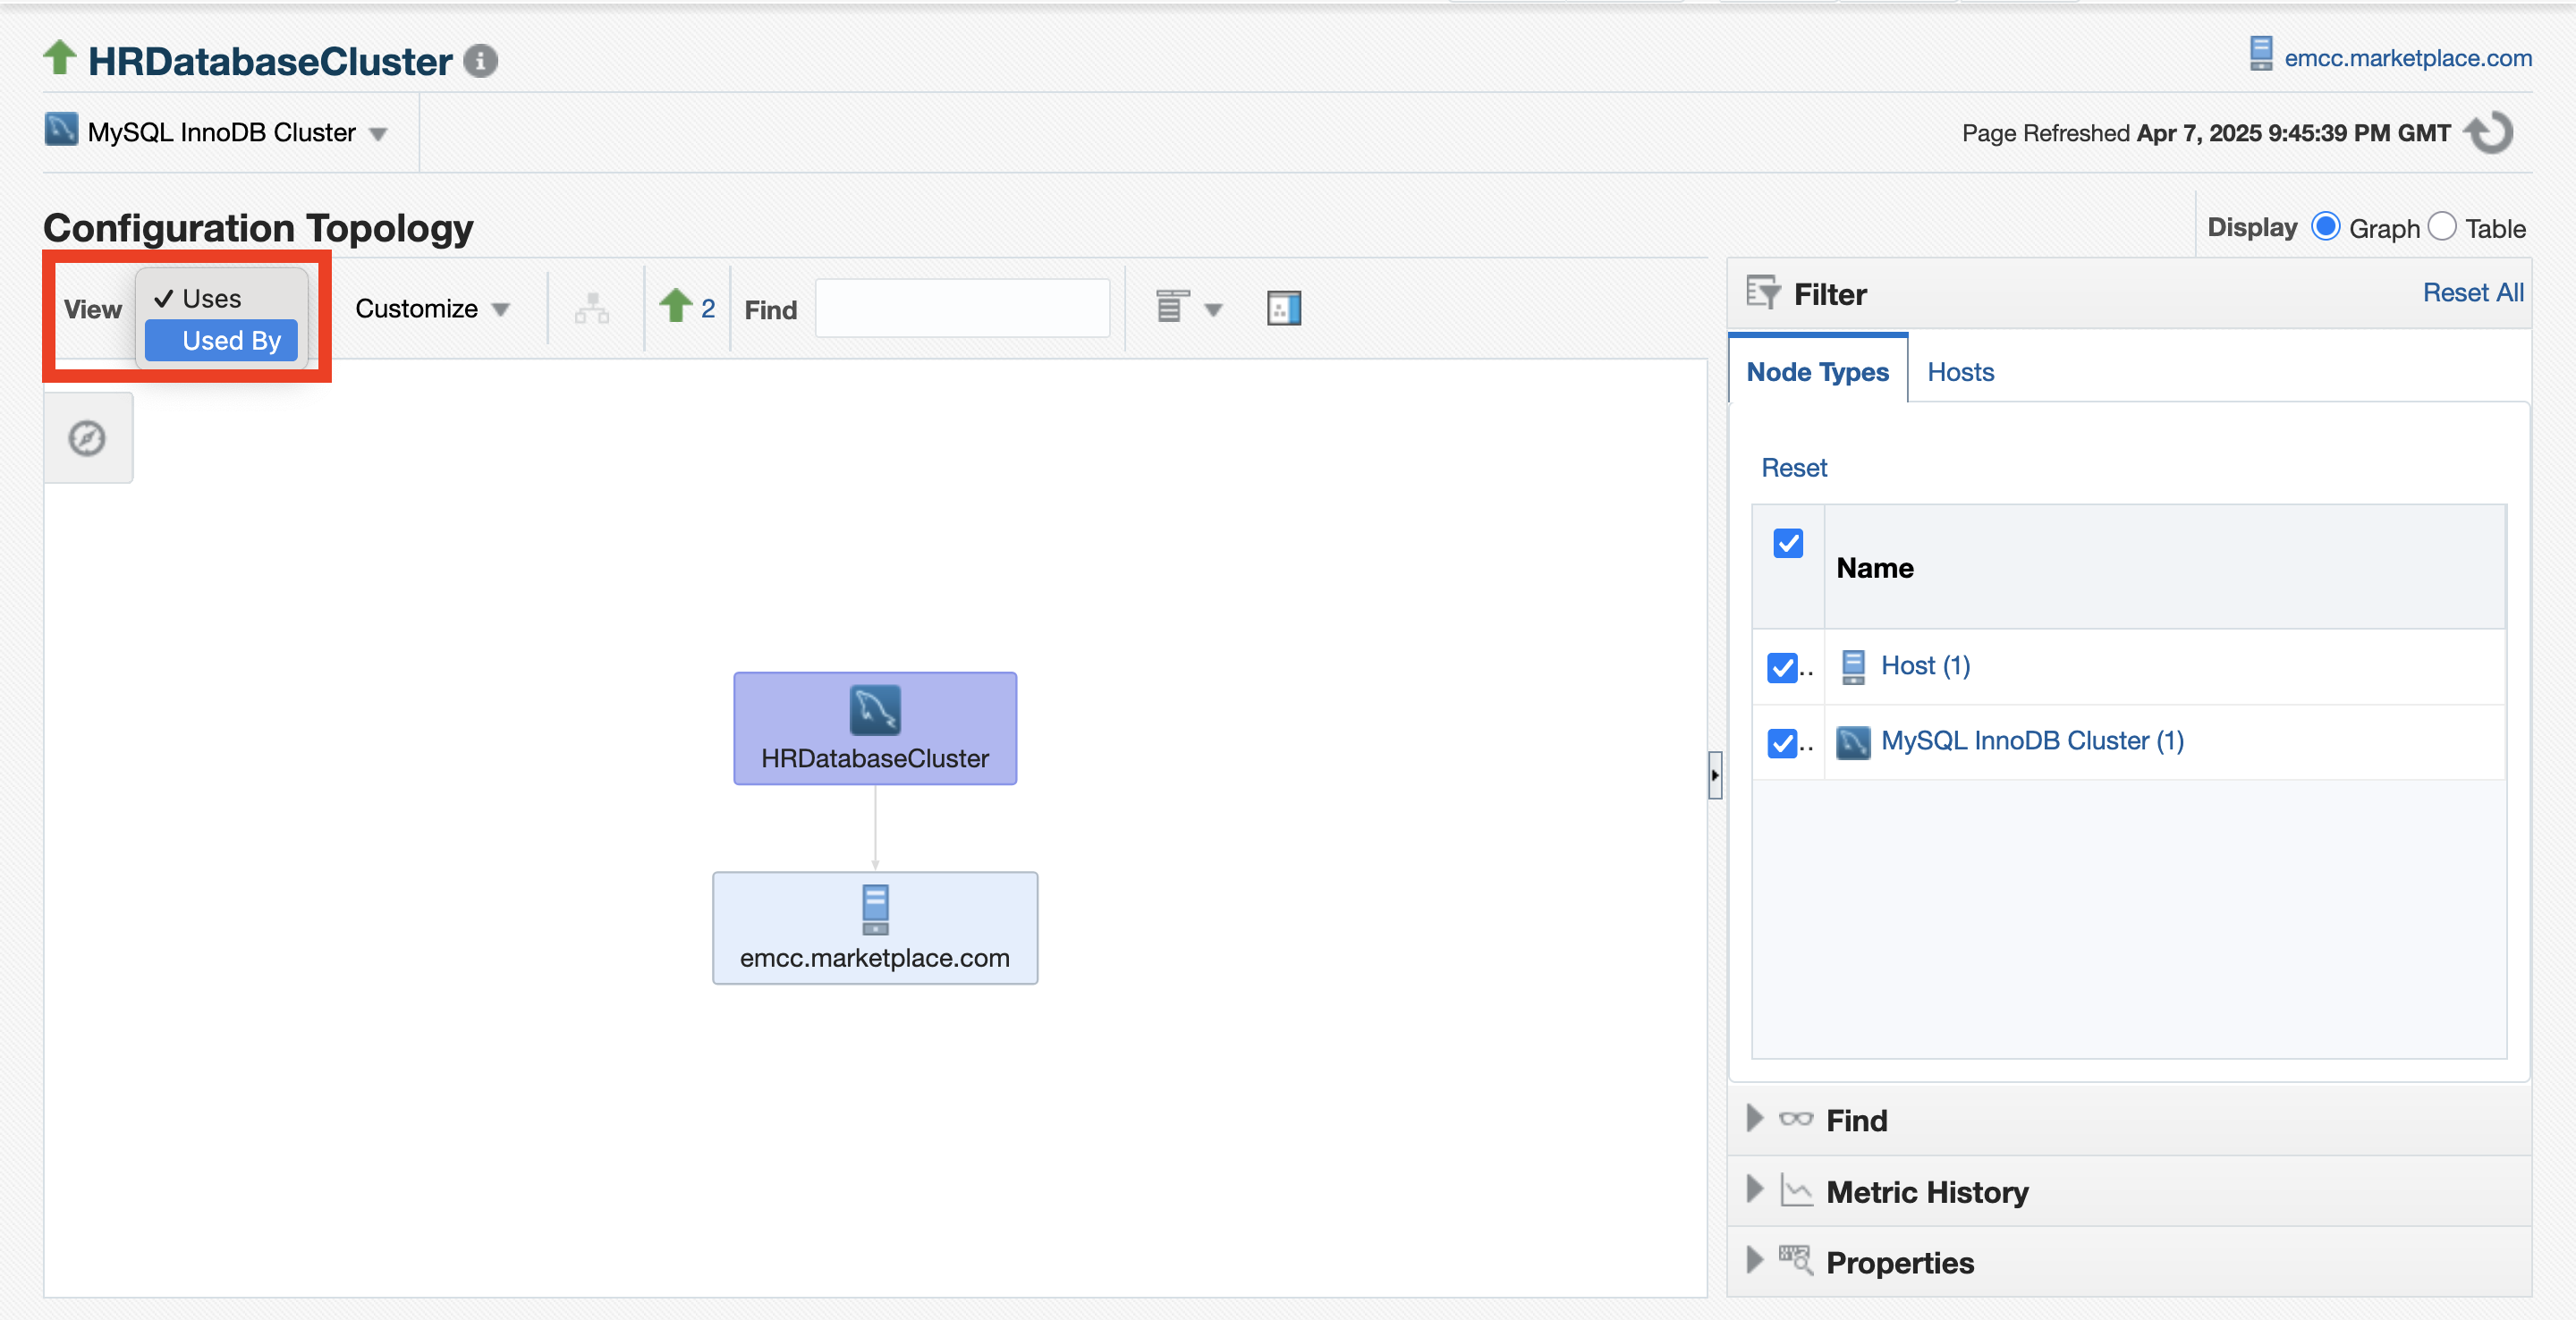 HRDatabaseCluster
emcc.marketplace.com
MySQL InnoDB Cluster
Page Refreshed Apr 7, 2025 9:45:39 PM GMT
Configuration Topology
Display Graph Table
View
✓ Uses
Used By
Customize
2
Find
Filter
Reset All
Node Types
Hosts
Reset
Name
.. Host (1)
.. MySQL InnoDB Cluster (1)
HRDatabaseCluster
emcc.marketplace.com
Find
Metric History
Properties